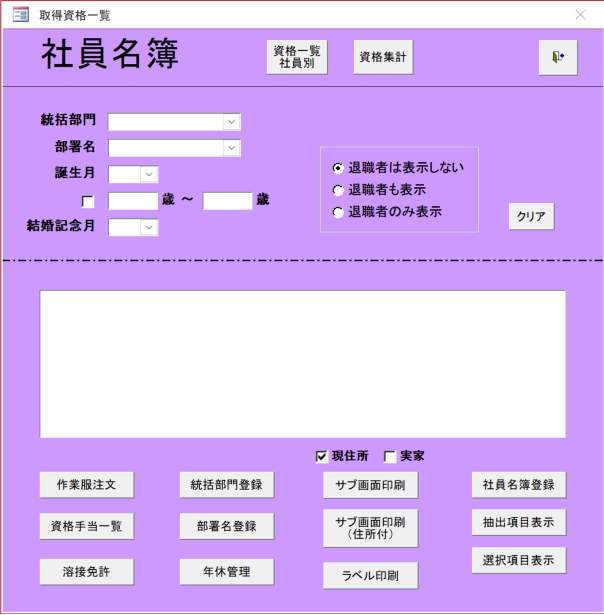 取得資格一覧
社員名簿
資格一覧
社員別
資格集計
統括部門
部署名
誕生月
歳 ～ 歳
結婚記念月
退職者は表示しない
退職者も表示
退職者のみ表示
クリア
現住所 実家
作業服注文 統括部門登録 サブ画面印刷 社員名簿登録
資格手当一覧 部署名登録 サブ画面印刷
（住所付）
抽出項目表示
溶接免許 年休管理 ラベル印刷 選択項目表示